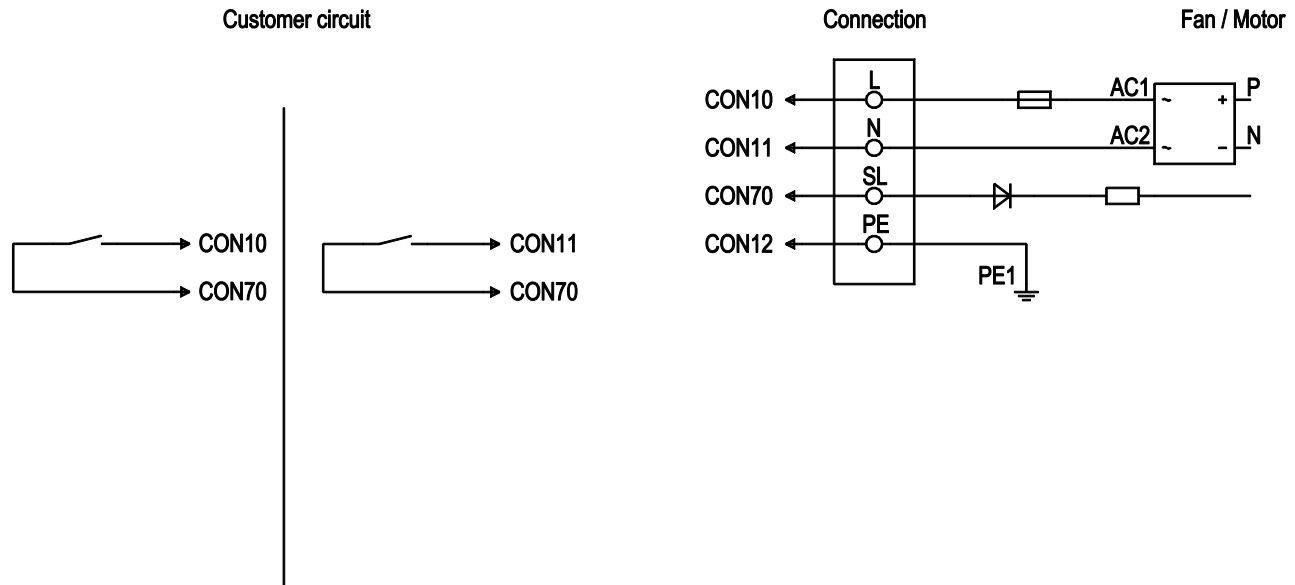 Customer circuit
Connection
Fan / Motor
CON10
CON70
CON11
CON70
CON10
L
AC1
~
+
P
CON11
N
AC2
~
-
N
CON70
SL
CON12
PE
PE1